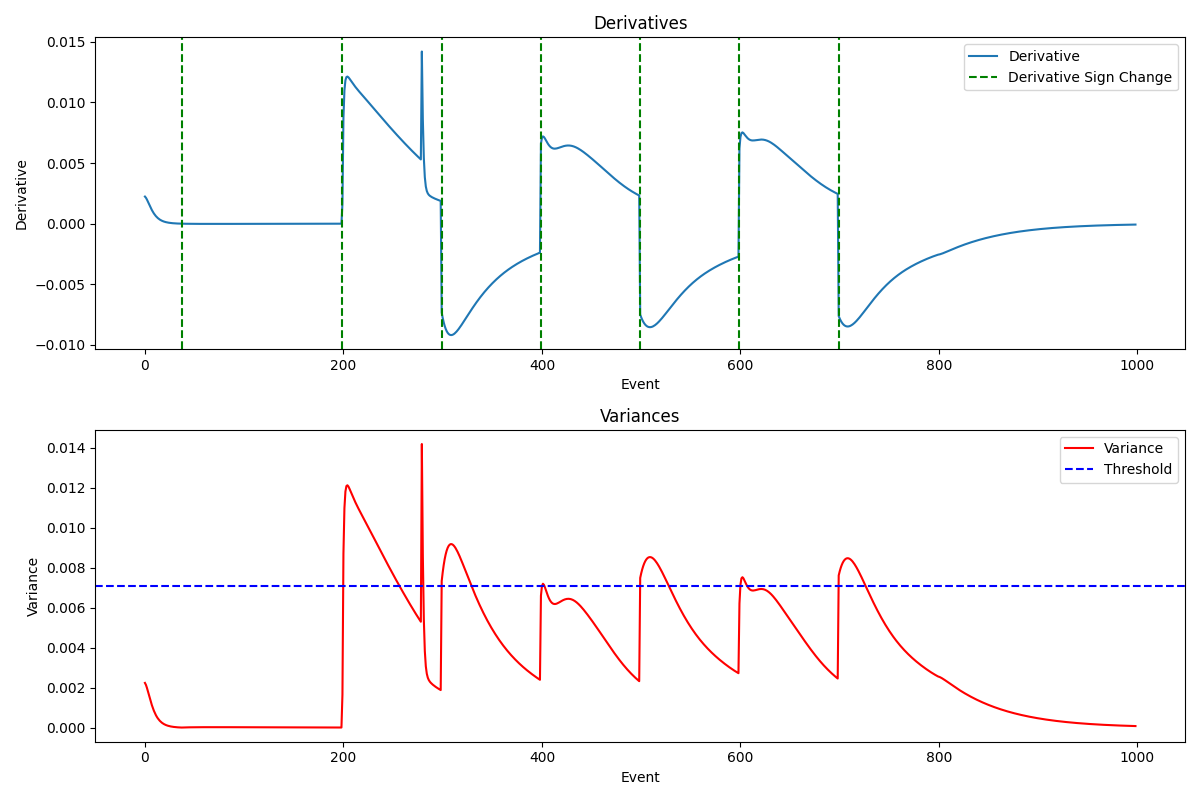 Derivatives
Derivative
Derivative Sign Change
Derivative
0.015
0.010
0.005
0.000
−0.005
−0.010
0 200 400 600 800 1000
Event
Variances
Variance
Threshold
Variance
0.014
0.012
0.010
0.008
0.006
0.004
0.002
0.000
0 200 400 600 800 1000
Event